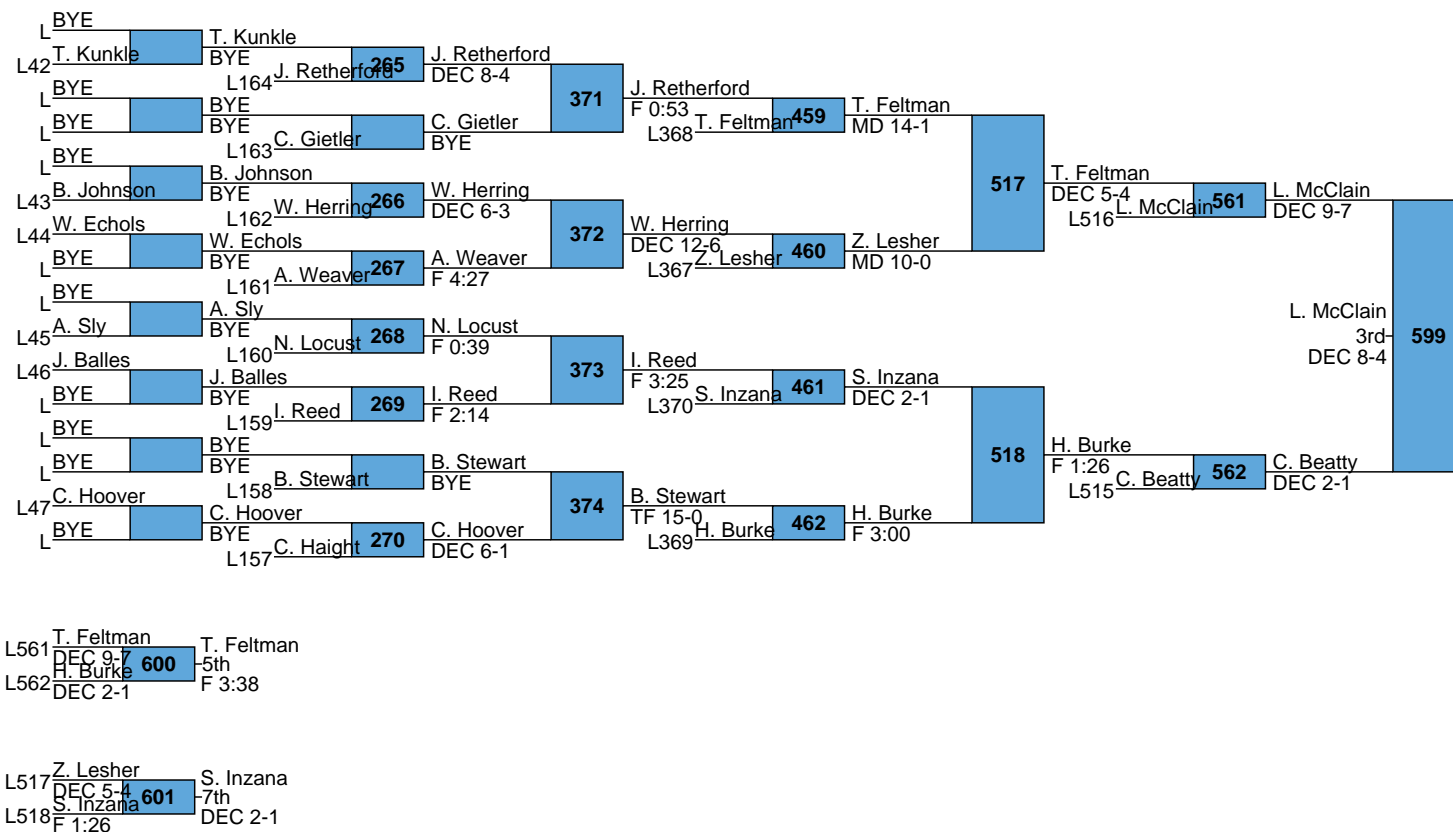 BYE
L
T. Kunkle
L42
T. Kunkle
BYE
J. Retherford
L164
265
J. Retherford
DEC 8-4
BYE
L
BYE
L
BYE
BYE
C. Gietler
L163
C. Gietler
BYE
371
J. Retherford
F 0:53
T. Feltman
L368
459
T. Feltman
MD 14-1
BYE
L
B. Johnson
L43
B. Johnson
BYE
W. Herring
L162
266
W. Herring
DEC 6-3
W. Echols
L44
BYE
L
W. Echols
BYE
A. Weaver
L161
267
A. Weaver
F 4:27
372
W. Herring
DEC 12-6
Z. Lesher
L367
460
Z. Lesher
MD 10-0
517
T. Feltman
DEC 5-4
L. McClain
L516
561
L. McClain
DEC 9-7
BYE
L
A. Sly
L45
A. Sly
BYE
N. Locust
L160
268
N. Locust
F 0:39
J. Balles
L46
BYE
L
J. Balles
BYE
I. Reed
L159
269
I. Reed
F 2:14
373
I. Reed
F 3:25
S. Inzana
L370
461
S. Inzana
DEC 2-1
BYE
L
BYE
L
BYE
BYE
B. Stewart
L158
B. Stewart
BYE
C. Hoover
L47
BYE
L
C. Hoover
BYE
C. Haight
L157
270
C. Hoover
DEC 6-1
374
B. Stewart
TF 15-0
H. Burke
L369
462
H. Burke
F 3:00
518
H. Burke
F 1:26
C. Beatty
L515
562
C. Beatty
DEC 2-1
L. McClain
3rd
DEC 8-4
599
T. Feltman
L561
DEC 9-7
H. Burke
L562
DEC 2-1
600
T. Feltman
5th
F 3:38
Z. Lesher
L517
DEC 5-4
S. Inzana
L518
F 1:26
601
S. Inzana
7th
DEC 2-1